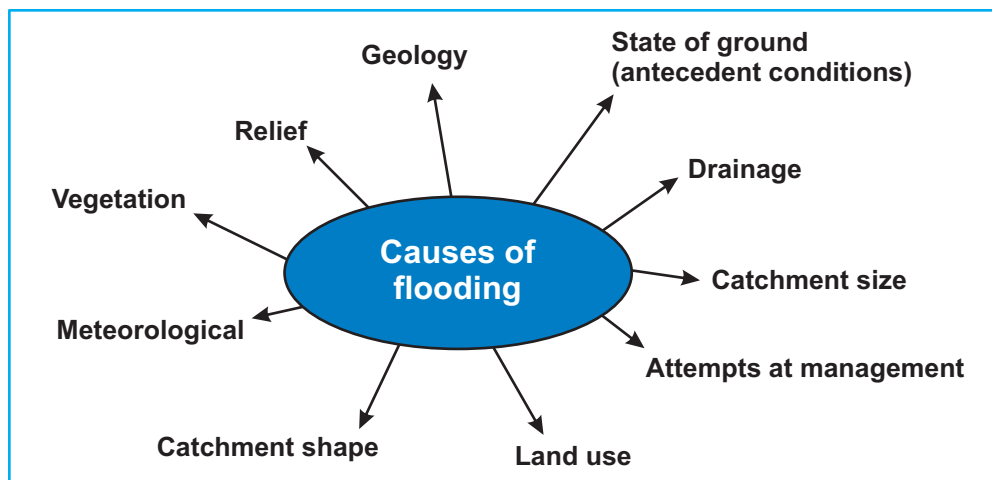 State of ground
(antecedent conditions)
Geology
Relief
Drainage
Vegetation
Causes of
flooding
Catchment size
Meteorological
Attempts at management
Catchment shape
Land use